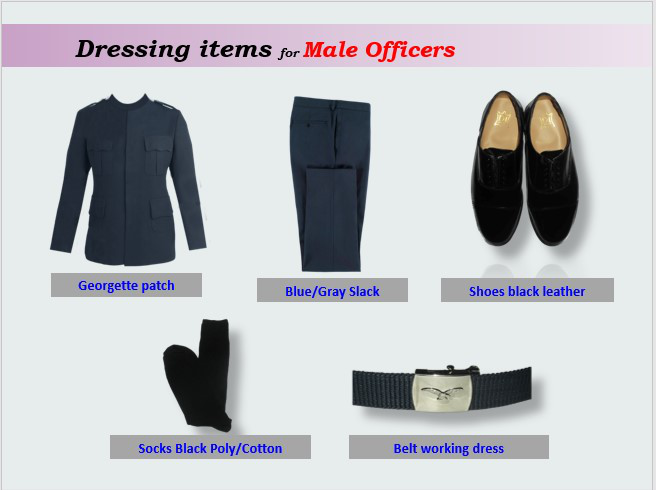 Dressing items for Male Officers
Georgette patch
Blue/Gray Slack
Shoes black leather
Socks Black Poly/Cotton
Belt working dress